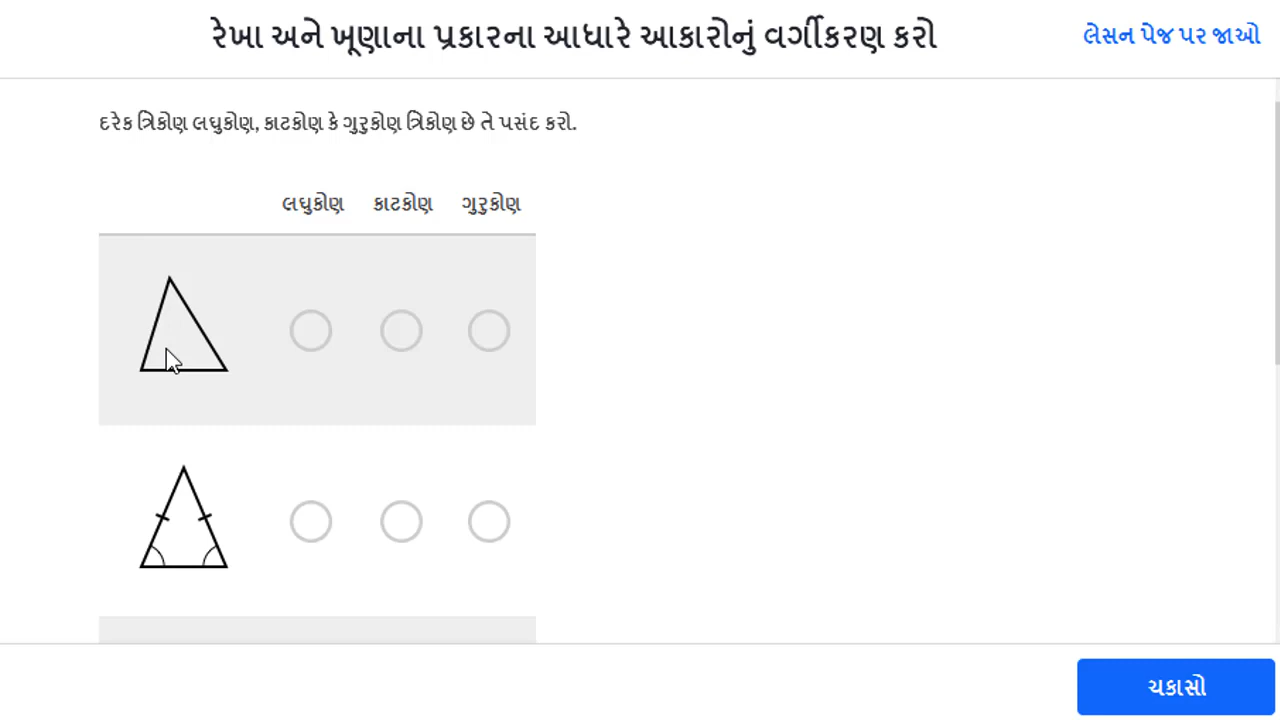 રેખા અને ખૂણાના પ્રકારના આધારે આકારોનું વર્ગીકરણ કરો
લેસન પેજ પર જાઓ
દરેક ત્રિકોણ લઘુકોણ, કાટકોણ કે ગુરુકોણ ત્રિકોણ છે તે પસંદ કરો.
લઘુકોણ કાટકોણ ગુરુકોણ
ચકાસો